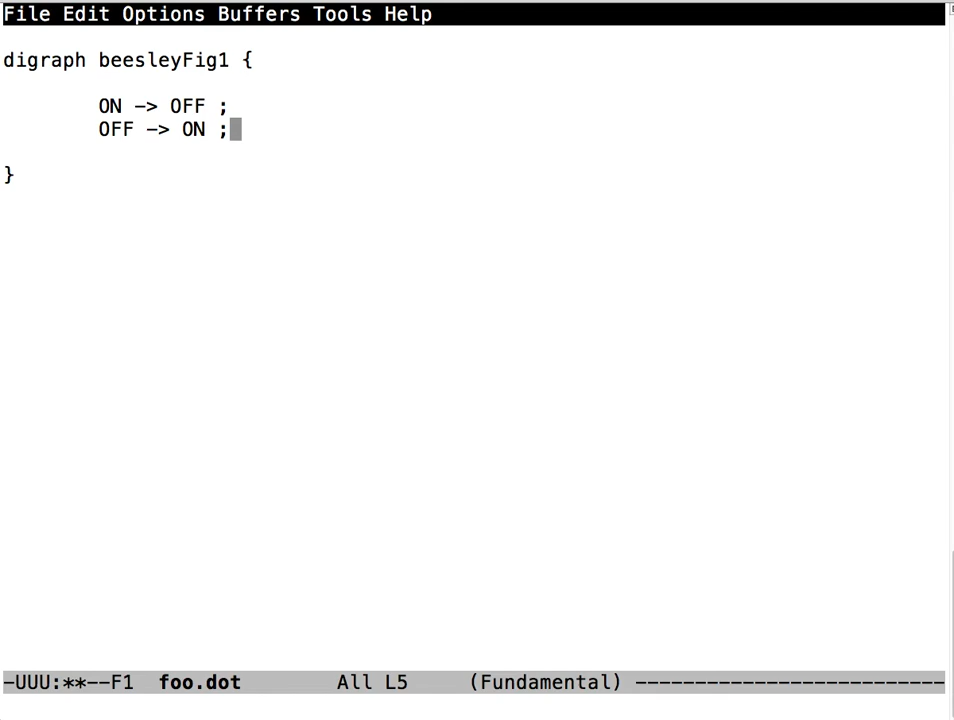 File Edit Options Buffers Tools Help
digraph beesleyFig1 {
ON -> OFF ;
OFF -> ON ;
}
-UUU:**--F1  foo.dot        All L5     (Fundamental) --------------------------